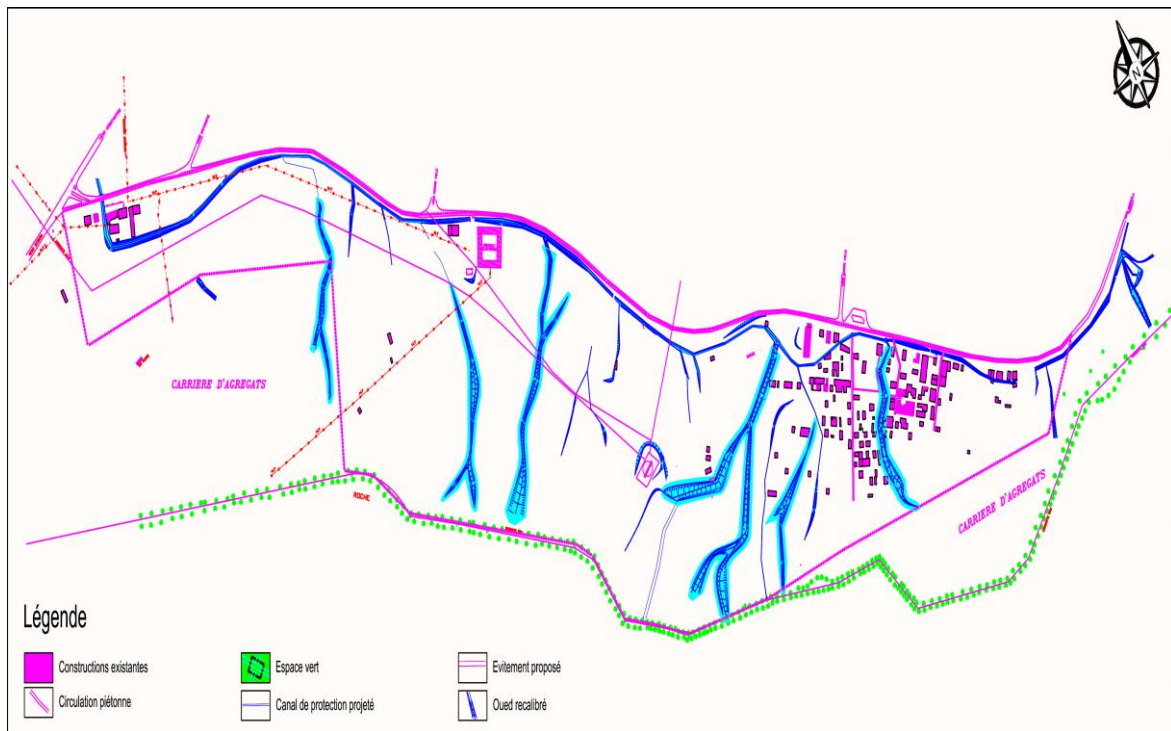 N
CARRIERE D'AGREGATS
ROCHE
CARRIERE D'AGREGATS
Légende
Constructions existantes
Espace vert
Evitement proposé
Circulation piétonne
Canal de protection projeté
Oued recalibré